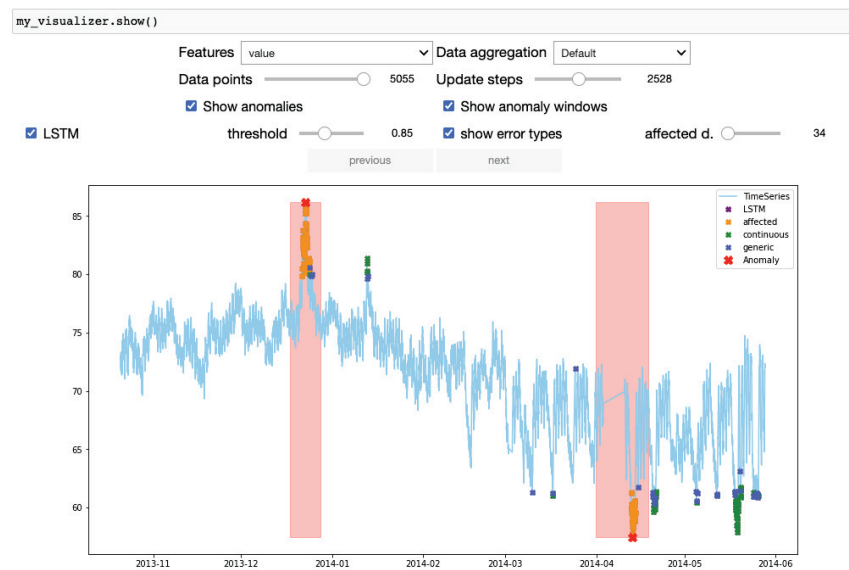 my_visualizer.show()
Features value Data aggregation Default
Data points 5055 Update steps 2528
Show anomalies Show anomaly windows
LSTM threshold 0.85 show error types affected d. 34
previous next
TimeSeries
LSTM
affected
continuous
generic
Anomaly
85
80
75
70
65
60
2013-11 2013-12 2014-01 2014-02 2014-03 2014-04 2014-05 2014-06